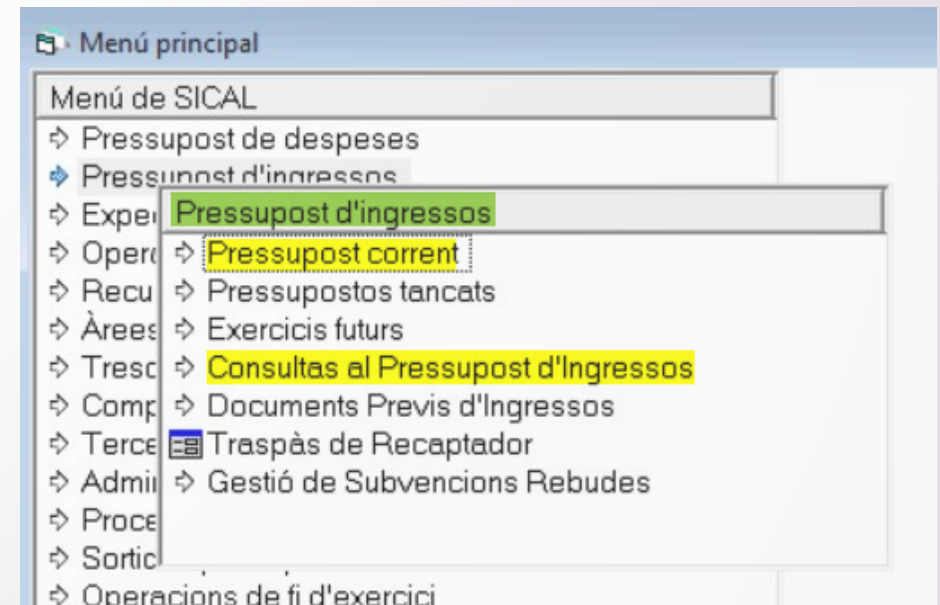 Menú principal
Menú de SICAL
Pressupost de despeses
Pressupost d'ingressos
Pressupost d'ingressos
Pressupost corrent
Pressupostos tancats
Exercicis futurs
Consultas al Pressupost d'Ingressos
Documents Previs d'Ingressos
Traspàs de Recaptador
Gestió de Subvencions Rebudes
Operacions de fi d'exercici